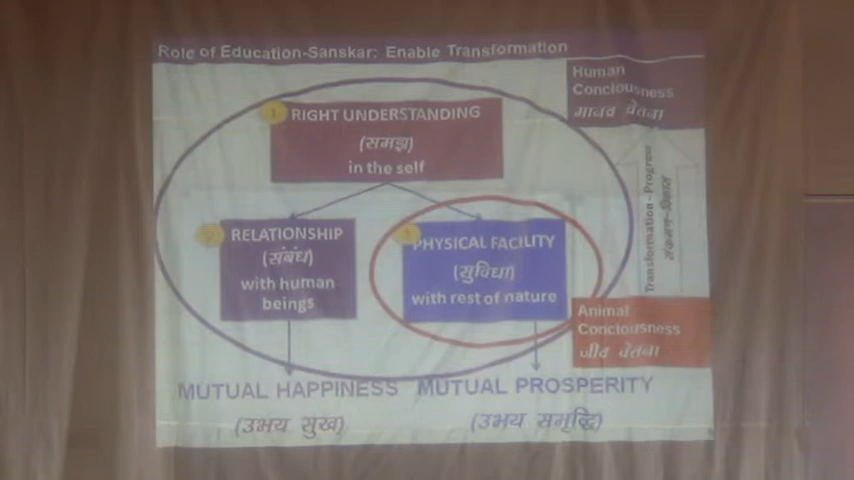 Role of Education-Sanskar: Enable Transformation
Human
Conciousness
मानव चेतना
1
RIGHT UNDERSTANDING
(समझ)
in the self
2
RELATIONSHIP
(संबंध)
with human
beings
3
PHYSICAL FACILITY
(सुविधा)
with rest of nature
Transformation - Progress
संक्रमण-विकास
Animal
Conciousness
जीव चेतना
MUTUAL HAPPINESS
(उभय सुख)
MUTUAL PROSPERITY
(उभय समृद्धि)